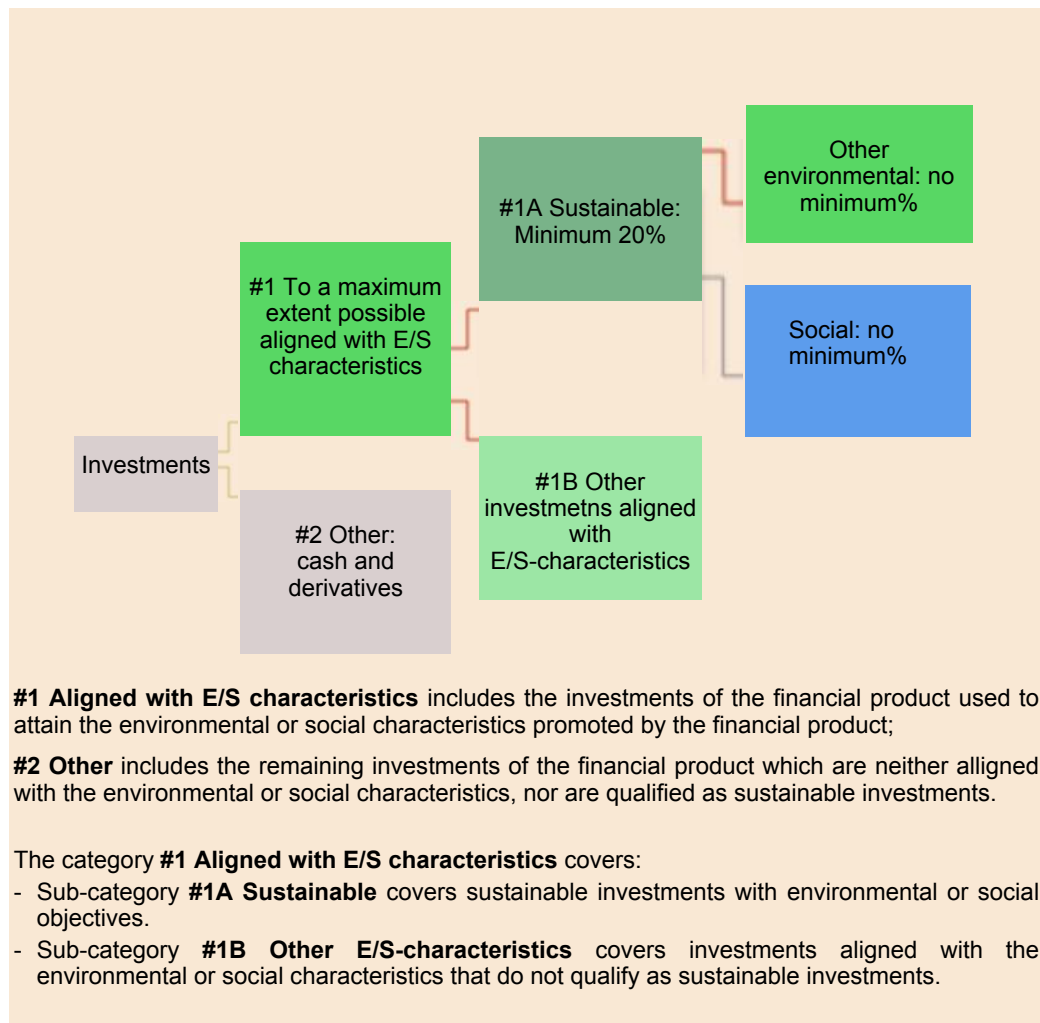 Other
environmental: no
minimum%
#1A Sustainable:
Minimum 20%
#1 To a maximum
extent possible
aligned with E/S
characteristics
Social: no
minimum%
Investments
#1B Other
investmetns aligned
with
E/S-characteristics
#2 Other:
cash and
derivatives
#1 Aligned with E/S characteristics includes the investments of the financial product used to
attain the environmental or social characteristics promoted by the financial product;
#2 Other includes the remaining investments of the financial product which are neither alligned
with the environmental or social characteristics, nor are qualified as sustainable investments.
The category #1 Aligned with E/S characteristics covers:
- Sub-category #1A Sustainable covers sustainable investments with environmental or social
objectives.
- Sub-category #1B Other E/S-characteristics covers investments aligned with the
environmental or social characteristics that do not qualify as sustainable investments.